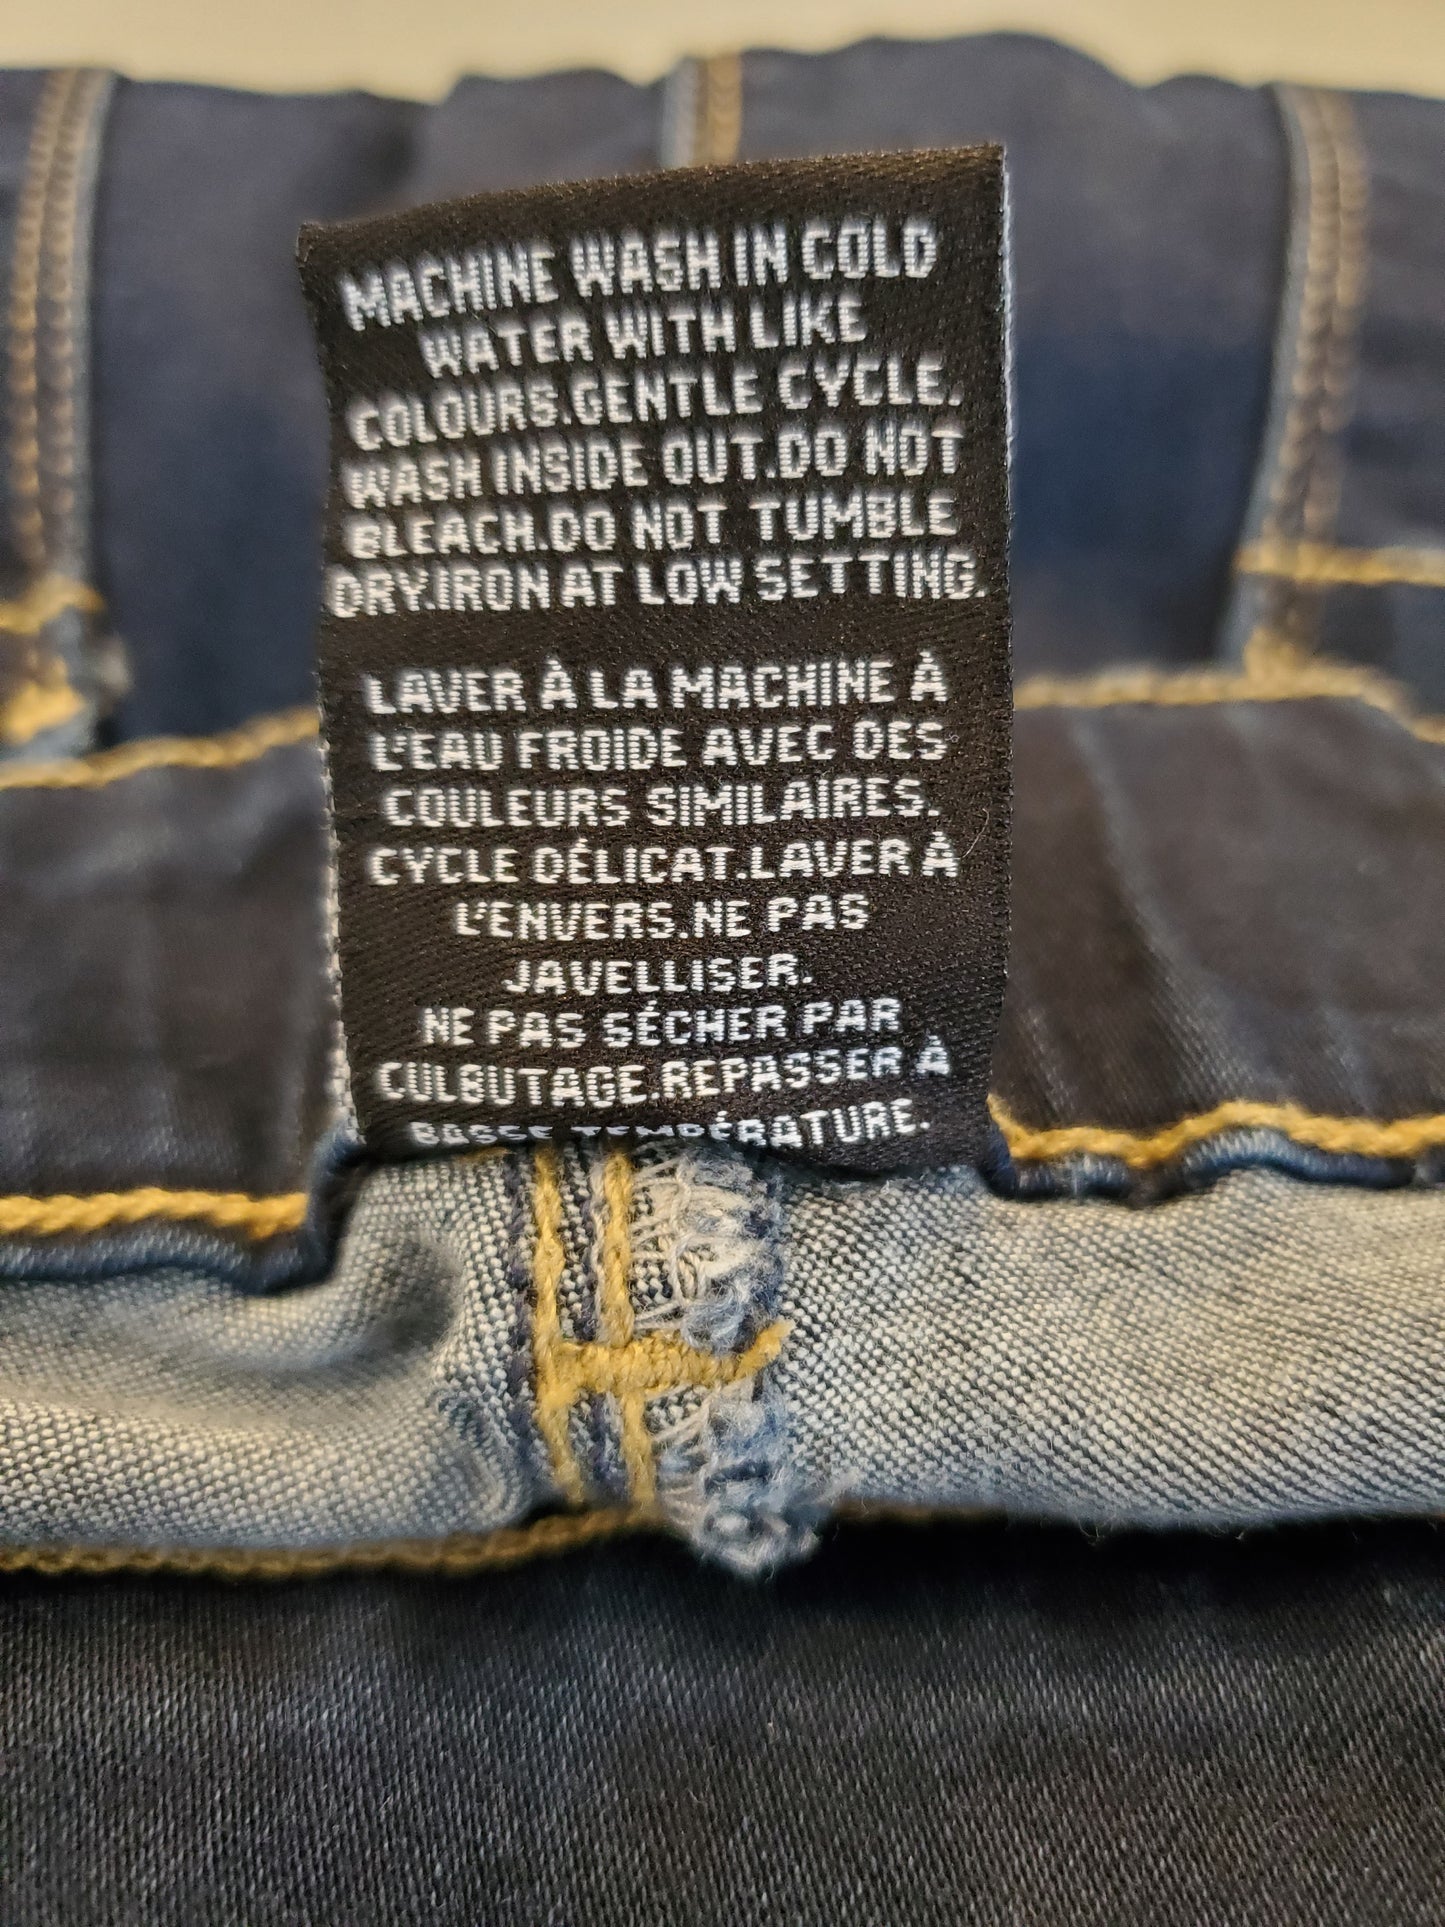 MACHINE WASH IN COLD
WATER WITH LIKE
COLOURS.GENTLE CYCLE.
WASH INSIDE OUT.DO NOT
BLEACH.DO NOT TUMBLE
DRY.IRON AT LOW SETTING.
LAVER À LA MACHINE À
L'EAU FROIDE AVEC DES
COULEURS SIMILAIRES.
CYCLE DÉLICAT.LAVER À
L'ENVERS.NE PAS
JAVELLISER.
NE PAS SÉCHER PAR
CULBUTAGE.REPASSER À
BASSE TEMPÉRATURE.